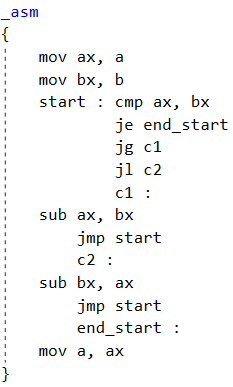 _asm
{
mov ax, a
mov bx, b
start : cmp ax, bx
je end_start
jg c1
jl c2
c1 :
sub ax, bx
jmp start
c2 :
sub bx, ax
jmp start
end_start :
mov a, ax
}